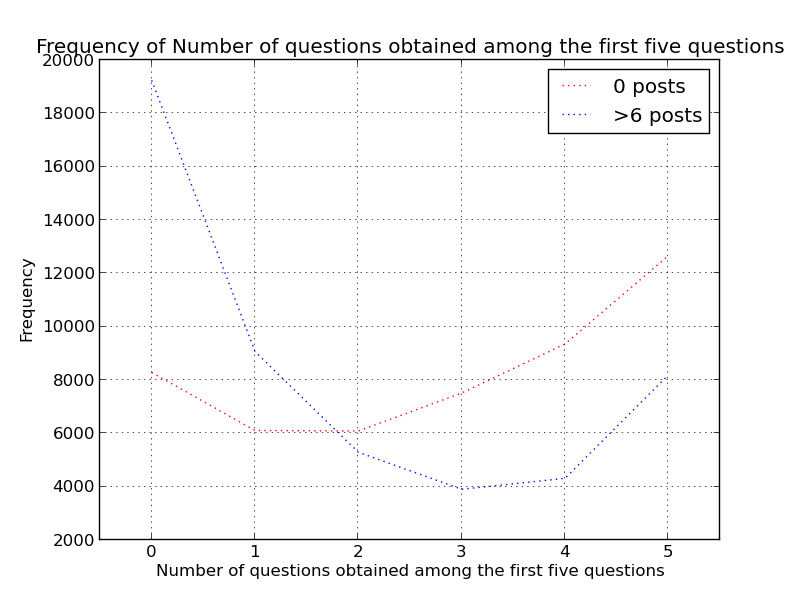 Frequency of Number of questions obtained among the first five questions
20000
18000
16000
14000
12000
10000
8000
6000
4000
2000
Frequency
0 posts
>6 posts
0 1 2 3 4 5
Number of questions obtained among the first five questions